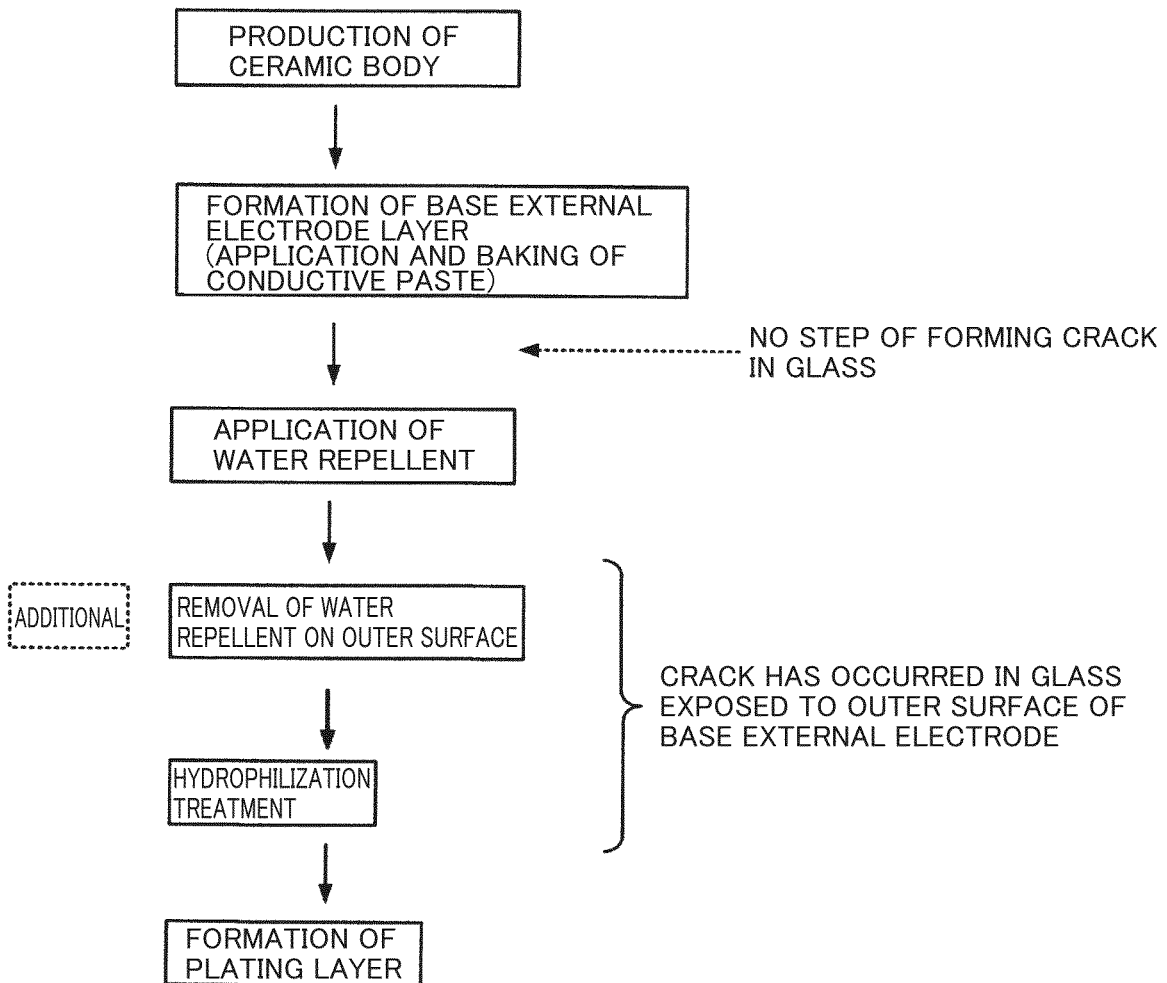 PRODUCTION OF
CERAMIC BODY
FORMATION OF BASE EXTERNAL
ELECTRODE LAYER
(APPLICATION AND BAKING OF
CONDUCTIVE PASTE)
NO STEP OF FORMING CRACK
IN GLASS
APPLICATION OF
WATER REPELLENT
ADDITIONAL
REMOVAL OF WATER
REPELLENT ON OUTER SURFACE
CRACK HAS OCCURRED IN GLASS
EXPOSED TO OUTER SURFACE OF
BASE EXTERNAL ELECTRODE
HYDROPHILIZATION
TREATMENT
FORMATION OF
PLATING LAYER